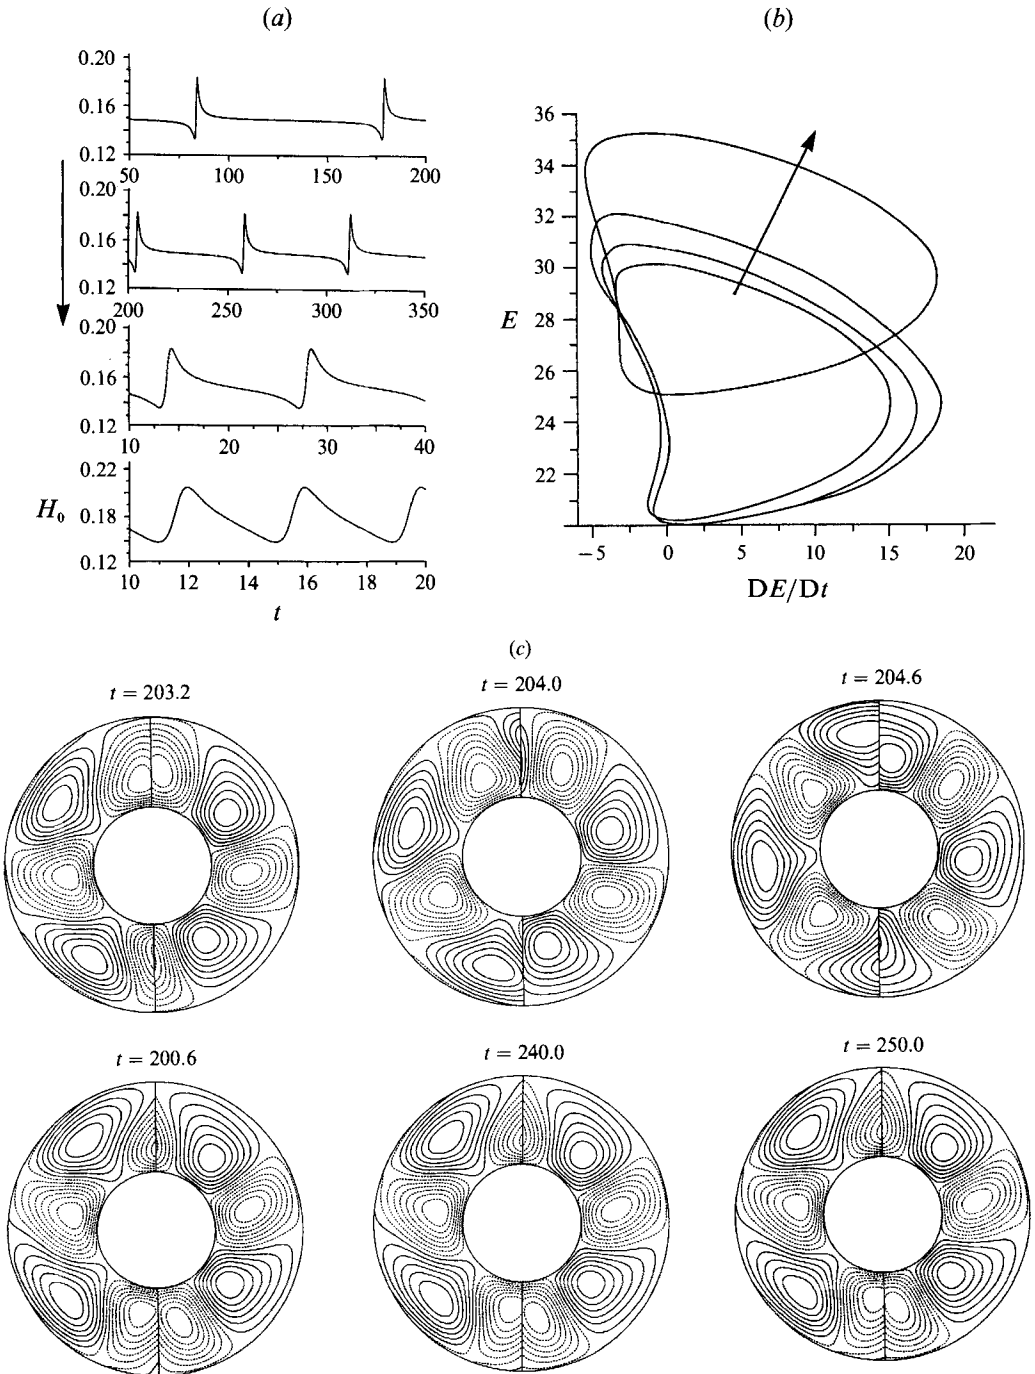 (a)
(b)
0.20
0.16
0.12
50 100 150 200
0.20
0.16
0.12
200 260 300 350
0.20
0.16
0.12
10 20 30 40
0.22
0.18
0.12
H₀
10 12 14 16 18 20
t
36
34
32
30
28
26
24
22
E
−5 0 5 10 15 20
DE/Dt
(c)
t = 203.2
t = 204.0
t = 204.6
t = 200.6
t = 240.0
t = 250.0